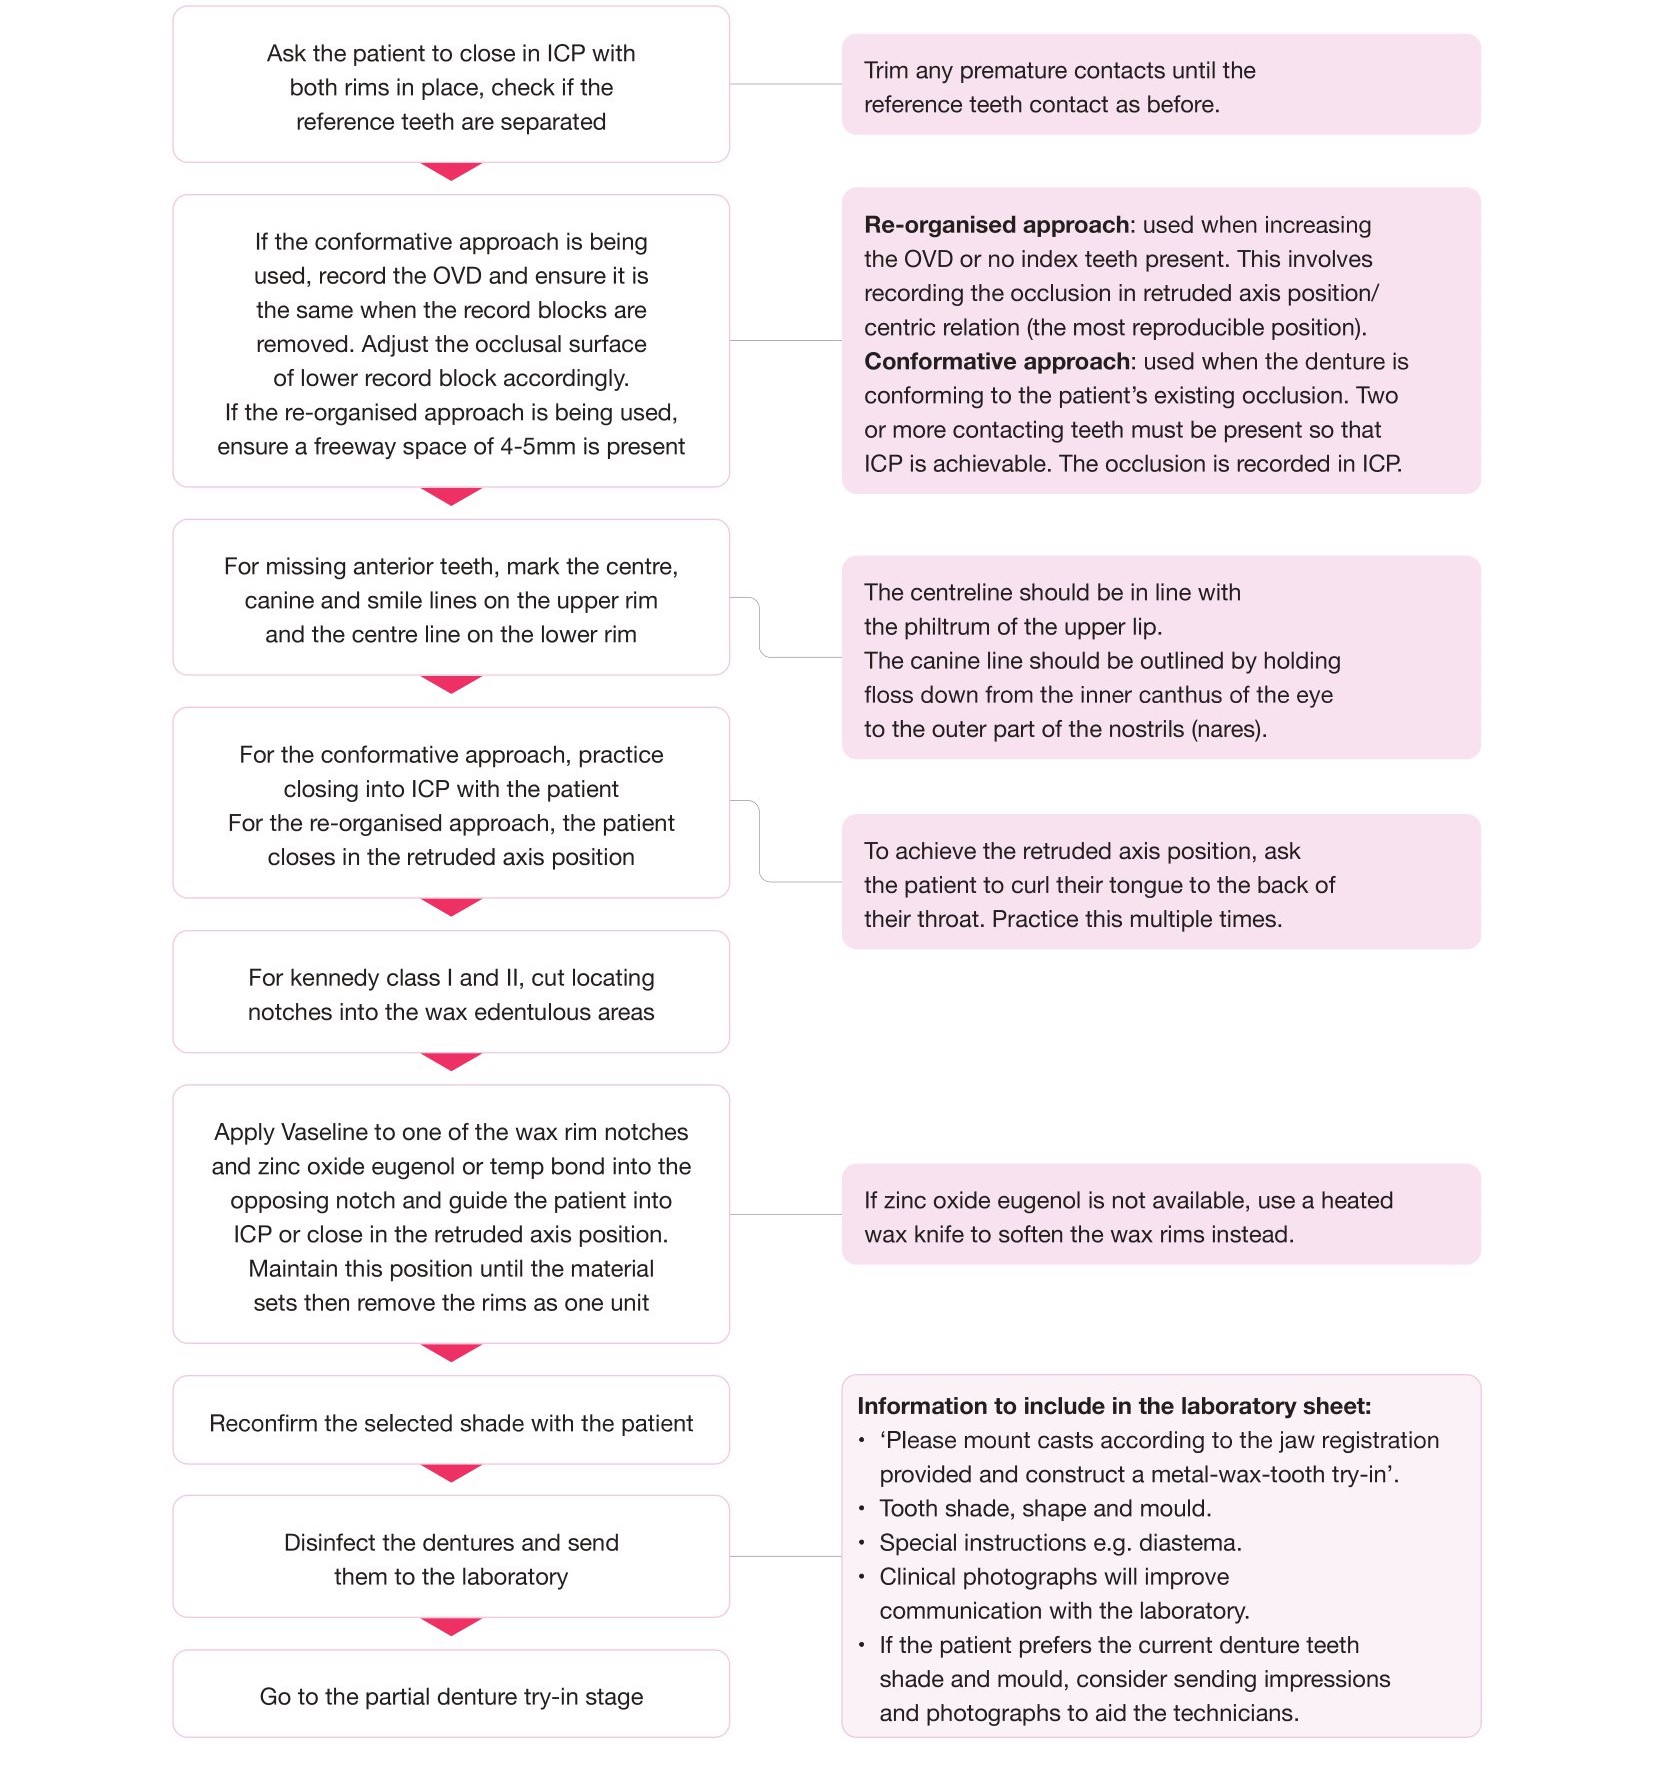 Ask the patient to close in ICP with
both rims in place, check if the
reference teeth are separated
Trim any premature contacts until the
reference teeth contact as before.
If the conformative approach is being
used, record the OVD and ensure it is
the same when the record blocks are
removed. Adjust the occlusal surface
of lower record block accordingly.
If the re-organised approach is being used,
ensure a freeway space of 4-5mm is present
Re-organised approach: used when increasing
the OVD or no index teeth present. This involves
recording the occlusion in retruded axis position/
centric relation (the most reproducible position).
Conformative approach: used when the denture is
conforming to the patient’s existing occlusion. Two
or more contacting teeth must be present so that
ICP is achievable. The occlusion is recorded in ICP.
For missing anterior teeth, mark the centre,
canine and smile lines on the upper rim
and the centre line on the lower rim
The centreline should be in line with
the philtrum of the upper lip.
The canine line should be outlined by holding
floss down from the inner canthus of the eye
to the outer part of the nostrils (nares).
For the conformative approach, practice
closing into ICP with the patient
For the re-organised approach, the patient
closes in the retruded axis position
To achieve the retruded axis position, ask
the patient to curl their tongue to the back of
their throat. Practice this multiple times.
For kennedy class I and II, cut locating
notches into the wax edentulous areas
Apply Vaseline to one of the wax rim notches
and zinc oxide eugenol or temp bond into the
opposing notch and guide the patient into
ICP or close in the retruded axis position.
Maintain this position until the material
sets then remove the rims as one unit
If zinc oxide eugenol is not available, use a heated
wax knife to soften the wax rims instead.
Reconfirm the selected shade with the patient
Disinfect the dentures and send
them to the laboratory
Information to include in the laboratory sheet:
• ‘Please mount casts according to the jaw registration
provided and construct a metal-wax-tooth try-in’.
• Tooth shade, shape and mould.
• Special instructions e.g. diastema.
• Clinical photographs will improve
communication with the laboratory.
• If the patient prefers the current denture teeth
shade and mould, consider sending impressions
and photographs to aid the technicians.
Go to the partial denture try-in stage